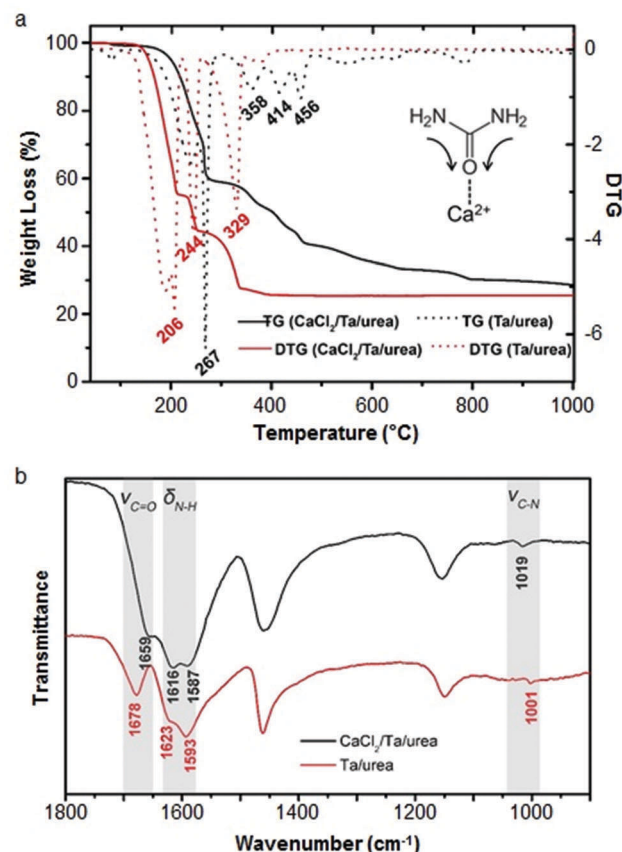 a
100
80
60
40
20
0
Weight Loss (%)
0
-2
-4
-6
DTG
206
244
267
329
358
414
456
H₂N NH₂
O
Ca²⁺
TG (CaCl₂/Ta/urea) TG (Ta/urea)
DTG (CaCl₂/Ta/urea) DTG (Ta/urea)
0 200 400 600 800 1000
Temperature (°C)
b
Transmittance
νC=O δN-H νC-N
1659
1616
1587
1019
1678
1623
1593
1001
CaCl₂/Ta/urea
Ta/urea
1800 1600 1400 1200 1000
Wavenumber (cm⁻¹)